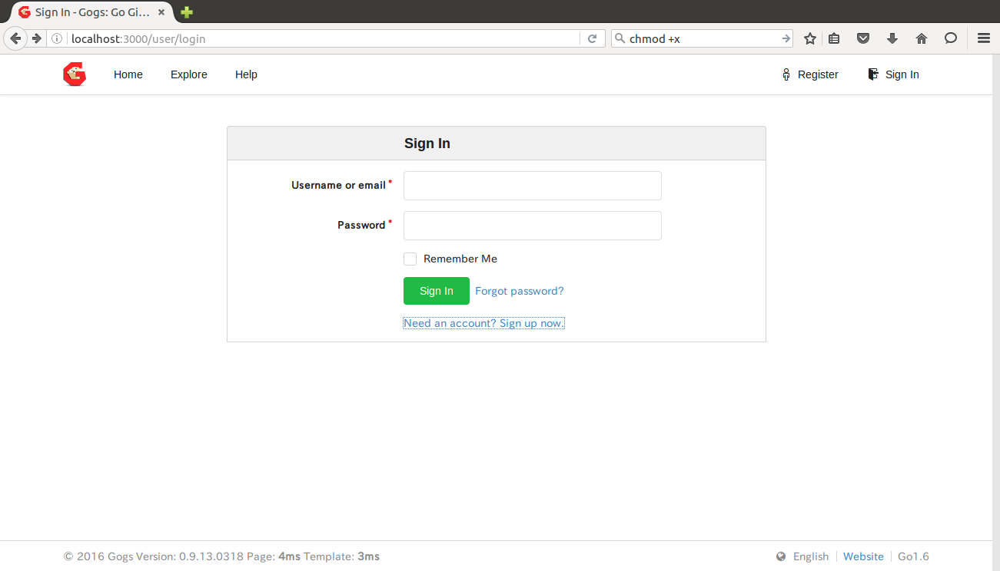 Sign In - Gogs: Go Gi...
localhost:3000/user/login
chmod +x
Home Explore Help Register Sign In
Sign In
Username or email *
Password *
Remember Me
Sign In Forgot password?
Need an account? Sign up now.
© 2016 Gogs Version: 0.9.13.0318 Page: 4ms Template: 3ms English Website Go1.6